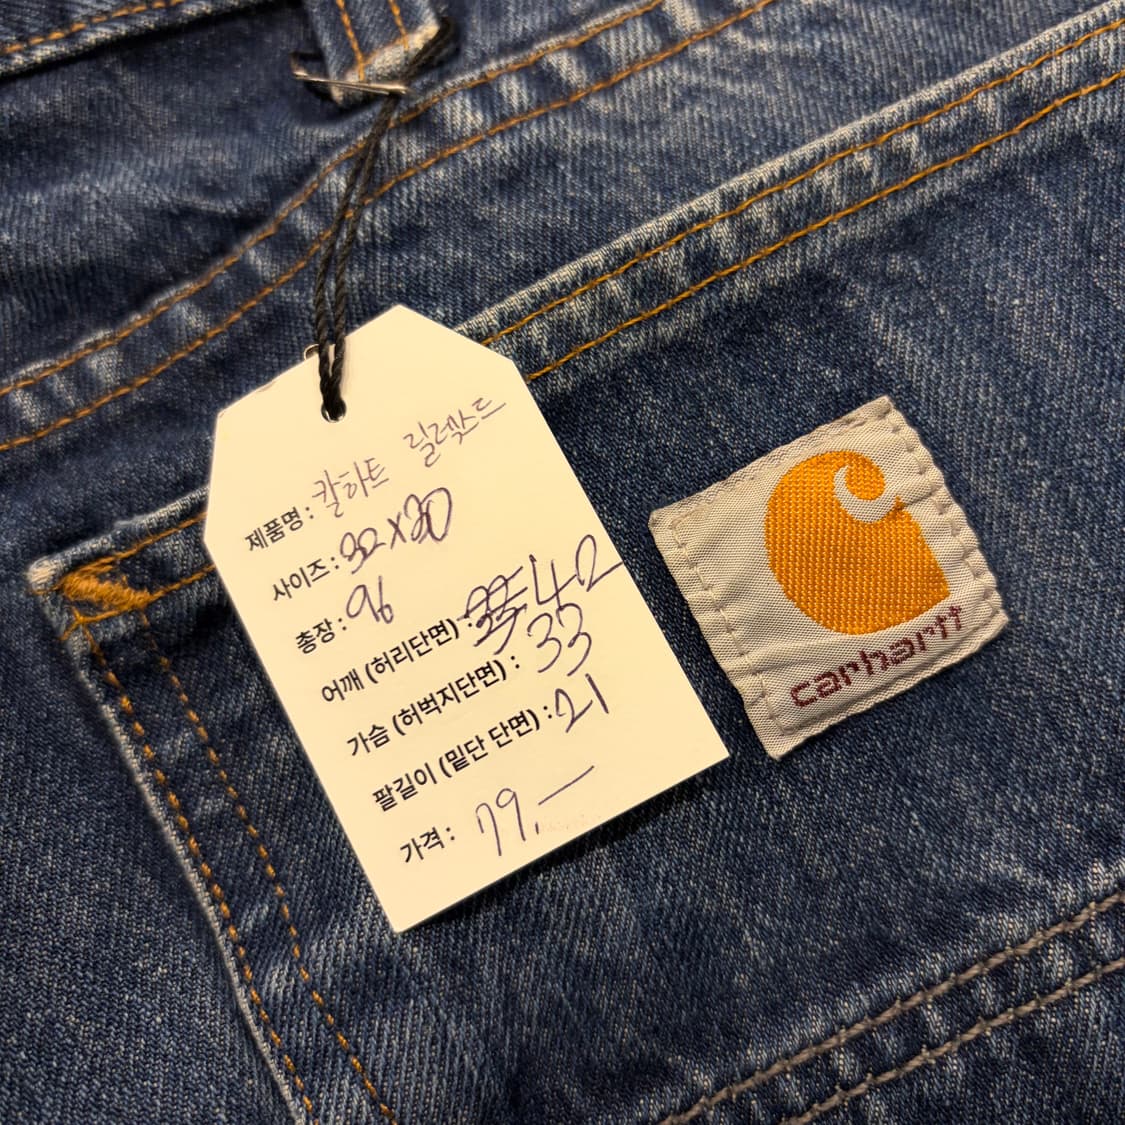 제품명 : 칼하트 릴렉스드
사이즈 : 32x30
총장 : 96
어깨 (허리단면) 42
가슴 (허벅지단면) : 33
팔길이 (밑단 단면) : 21
가격 : 79.—
carhartt